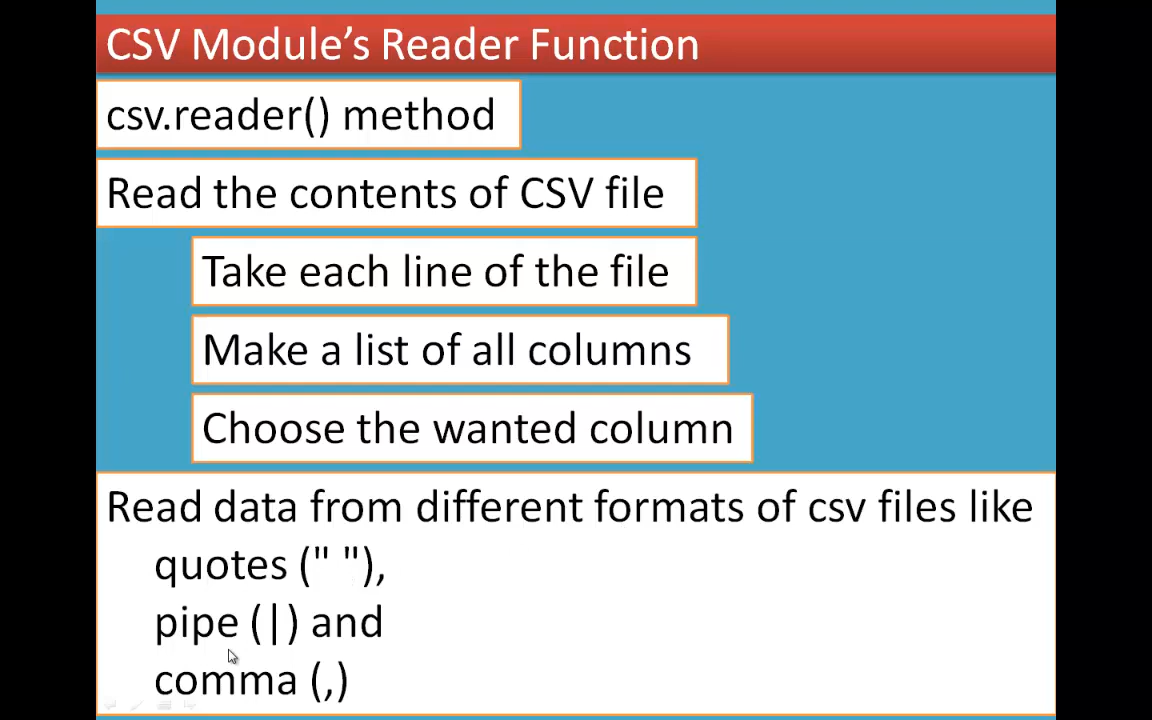 CSV Module’s Reader Function
csv.reader() method
Read the contents of CSV file
Take each line of the file
Make a list of all columns
Choose the wanted column
Read data from different formats of csv files like
quotes (" "),
pipe (|) and
comma (,)